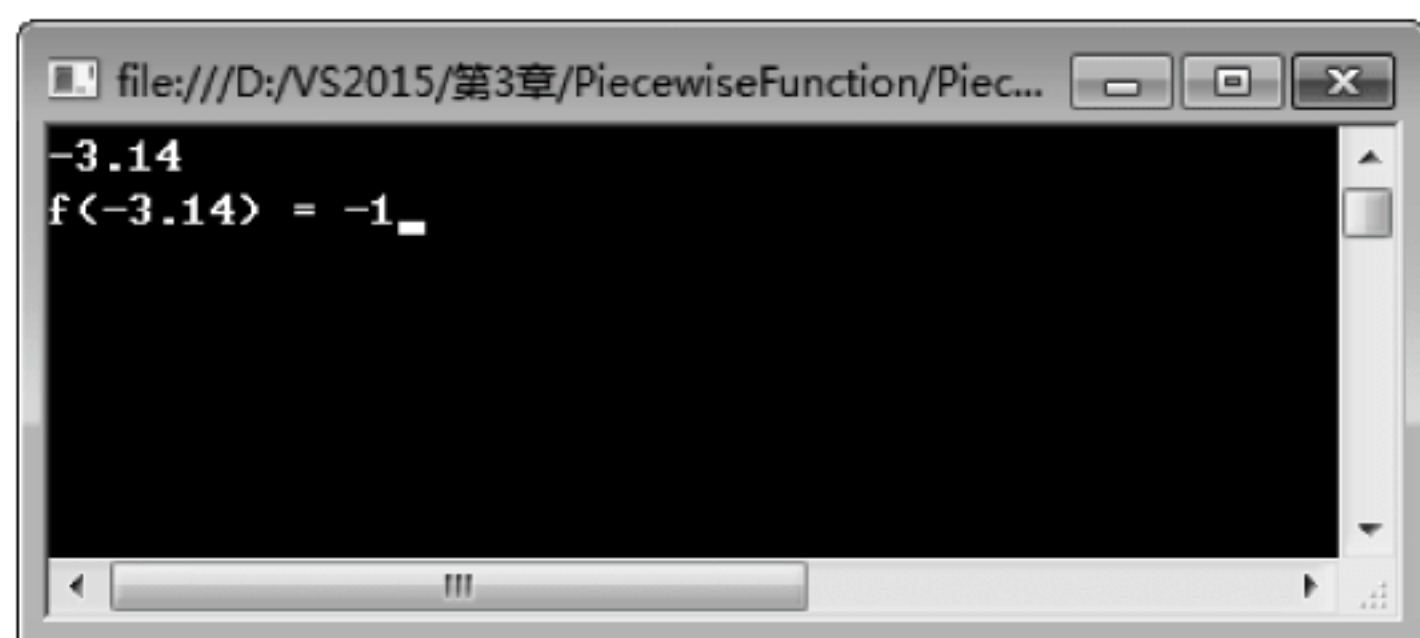 file:///D:/VS2015/第3章/PiecewiseFunction/Piec...
-3.14
f(-3.14) = -1